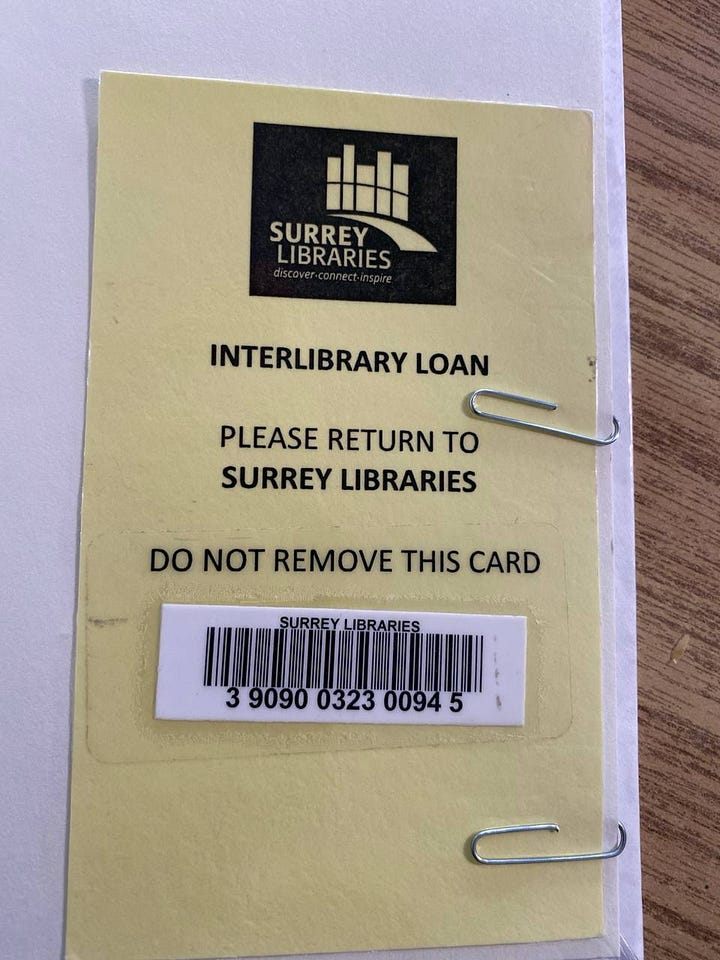 SURREY
LIBRARIES
discover·connect·inspire
INTERLIBRARY LOAN
PLEASE RETURN TO
SURREY LIBRARIES
DO NOT REMOVE THIS CARD
SURREY LIBRARIES
3 9090 0323 0094 5